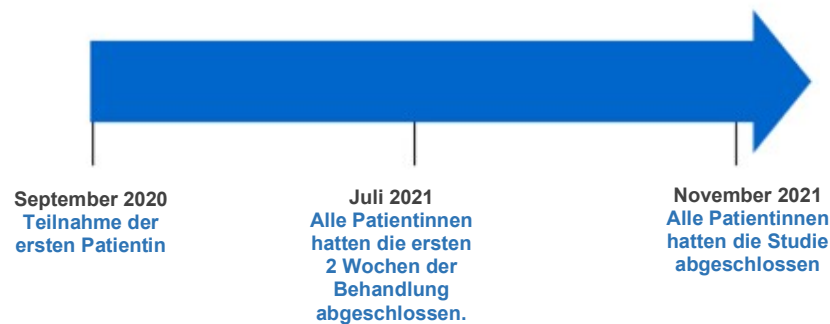 September 2020
Teilnahme der
ersten Patientin
Juli 2021
Alle Patientinnen
hatten die ersten
2 Wochen der
Behandlung
abgeschlossen.
November 2021
Alle Patientinnen
hatten die Studie
abgeschlossen